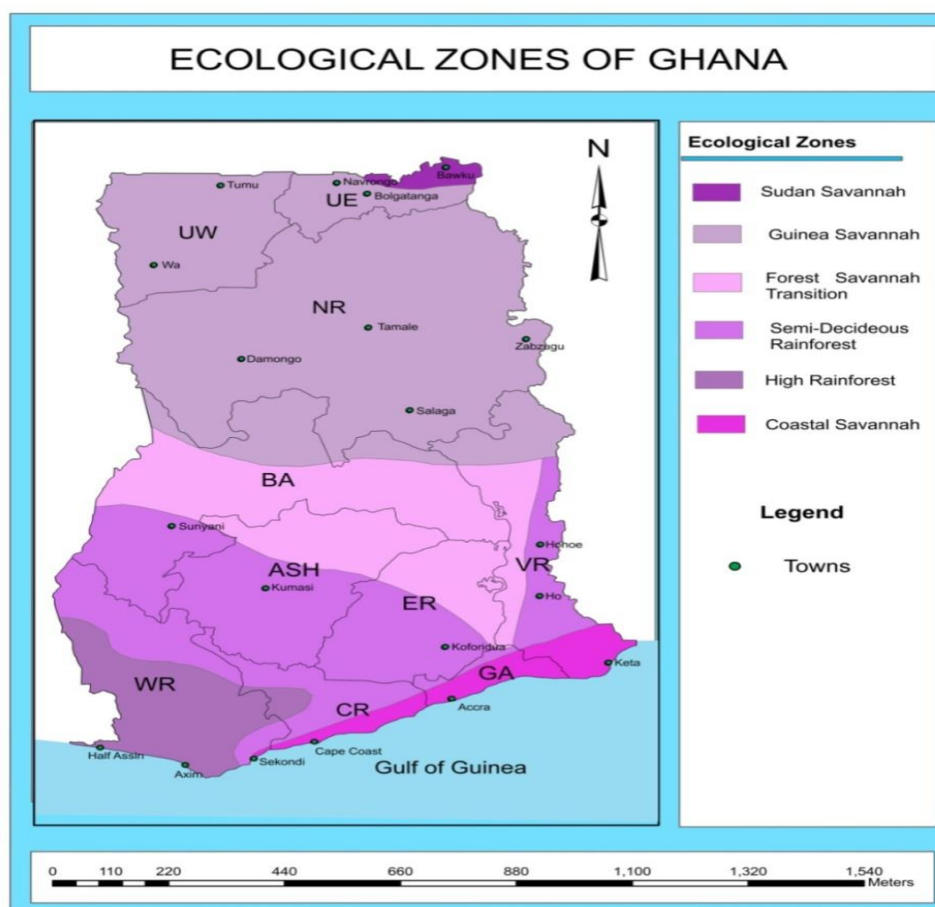 ECOLOGICAL ZONES OF GHANA
N
Bawku
Tumu
Navrongo
Bolgatanga
UE
UW
Wa
NR
Tamale
Zabzagu
Damongo
Salaga
BA
Sunyani
Hohoe
VR
ASH
Kumasi
Ho
ER
Kofordua
Keta
GA
WR
Accra
CR
Cape Coast
Half Assin
Sekondi
Axim
Gulf of Guinea
Ecological Zones
Sudan Savannah
Guinea Savannah
Forest Savannah
Transition
Semi-Decideous
Rainforest
High Rainforest
Coastal Savannah
Legend
Towns
0 110 220 440 660 880 1,100 1,320 1,540
Meters